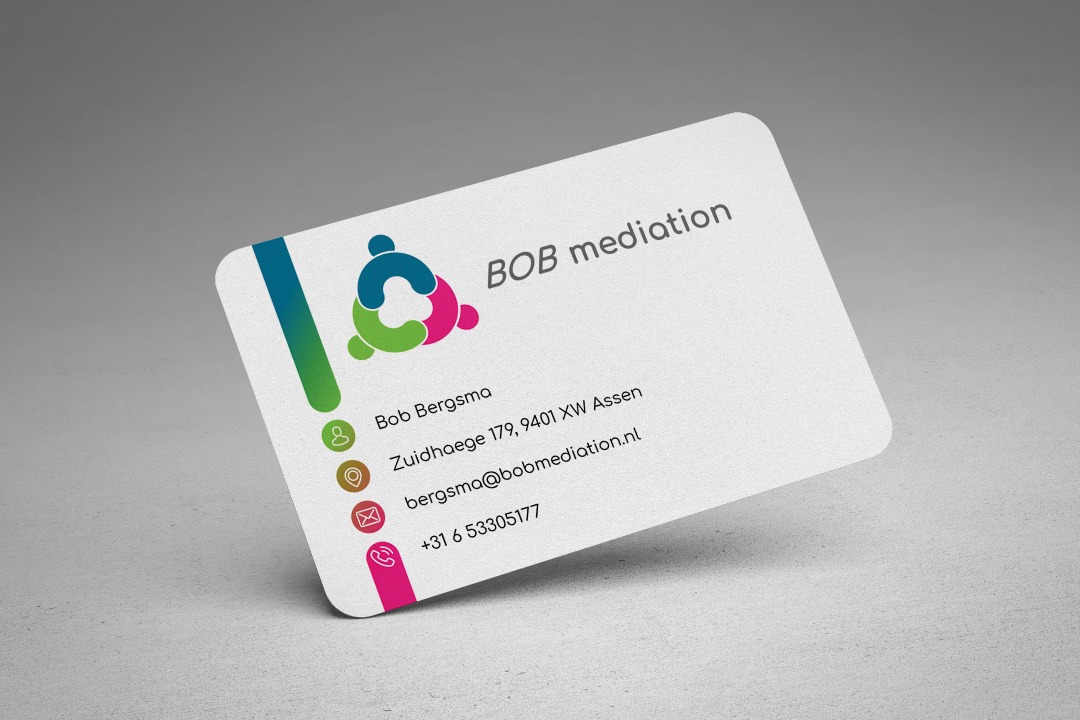 BOB mediation
Bob Bergsma
Zuidhaege 179, 9401 XW Assen
bergsma@bobmediation.nl
+31 6 53305177